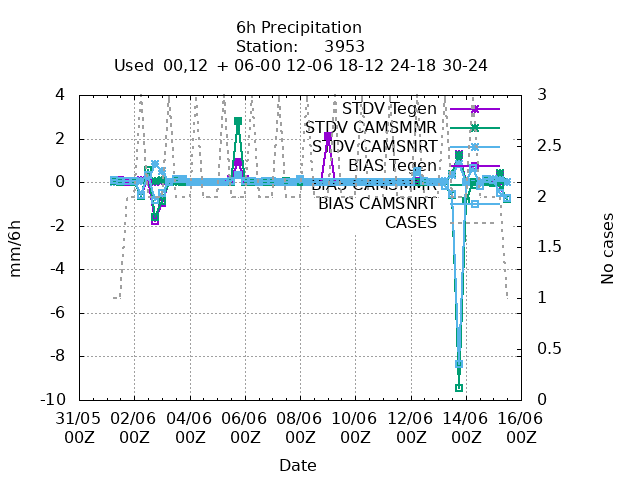 6h Precipitation
Station: 3953
Used 00,12 + 06-00 12-06 18-12 24-18 30-24
4
2
0
-2
-4
-6
-8
-10
mm/6h
3
2.5
2
1.5
1
0.5
0
No cases
STDV Tegen
STDV CAMSMMR
STDV CAMSNRT
BIAS Tegen
BIAS CAMSMMR
BIAS CAMSNRT
CASES
31/05 02/06 04/06 06/06 08/06 10/06 12/06 14/06 16/06
00Z 00Z 00Z 00Z 00Z 00Z 00Z 00Z 00Z
Date